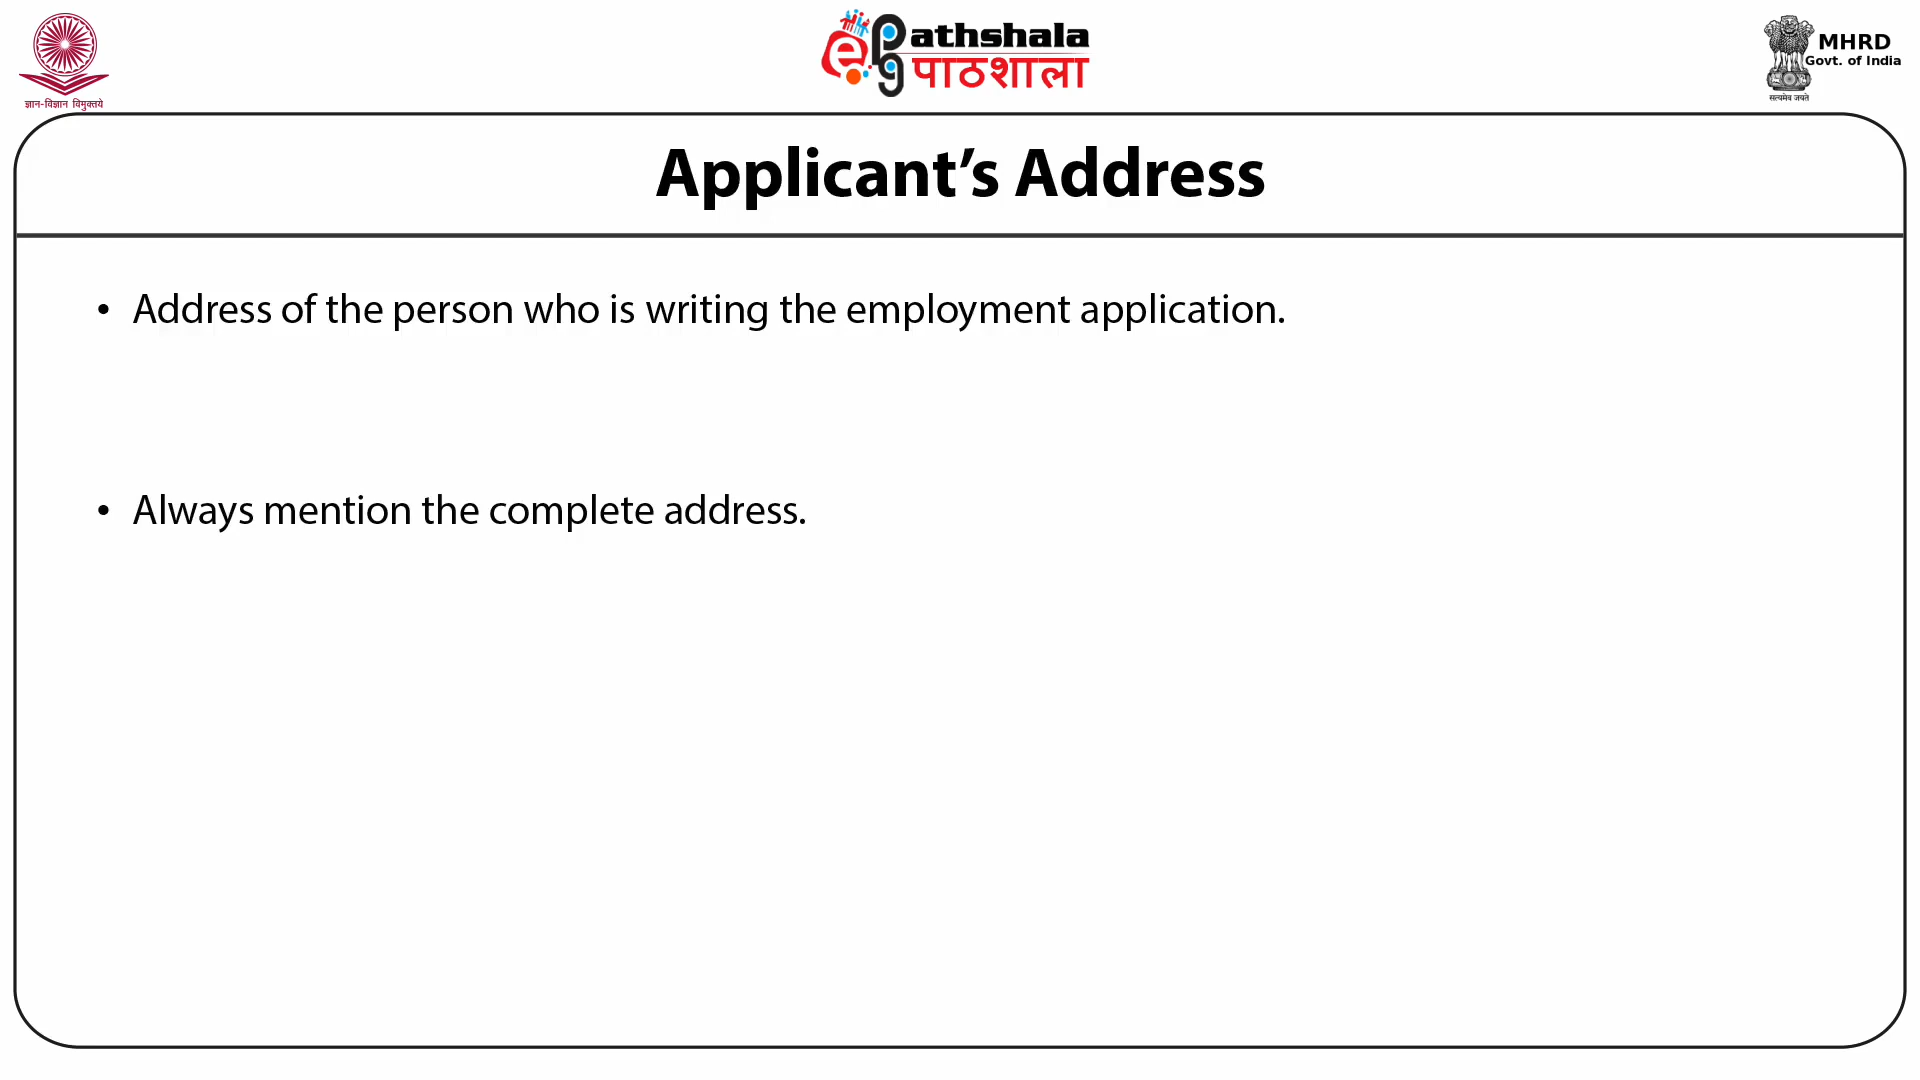 ज्ञान-विज्ञान विमुक्तये
e PG athshala
पाठशाला
सत्यमेव जयते
MHRD
Govt. of India
Applicant’s Address
• Address of the person who is writing the employment application.
• Always mention the complete address.